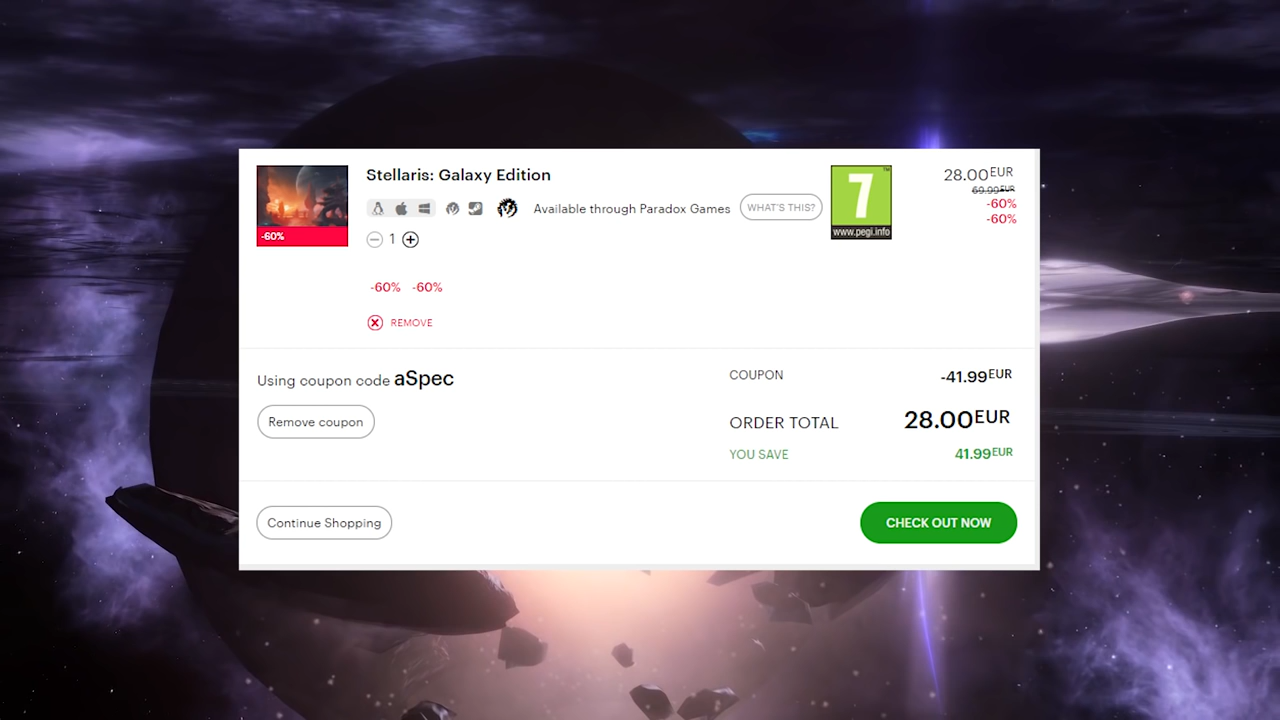 Stellaris: Galaxy Edition
28.00EUR
69.99EUR
-60%
-60%
Available through Paradox Games
WHAT'S THIS?
7
TM
www.pegi.info
-60%
1
-60% -60%
REMOVE
Using coupon code aSpec
COUPON -41.99EUR
Remove coupon
ORDER TOTAL 28.00EUR
YOU SAVE 41.99EUR
Continue Shopping
CHECK OUT NOW